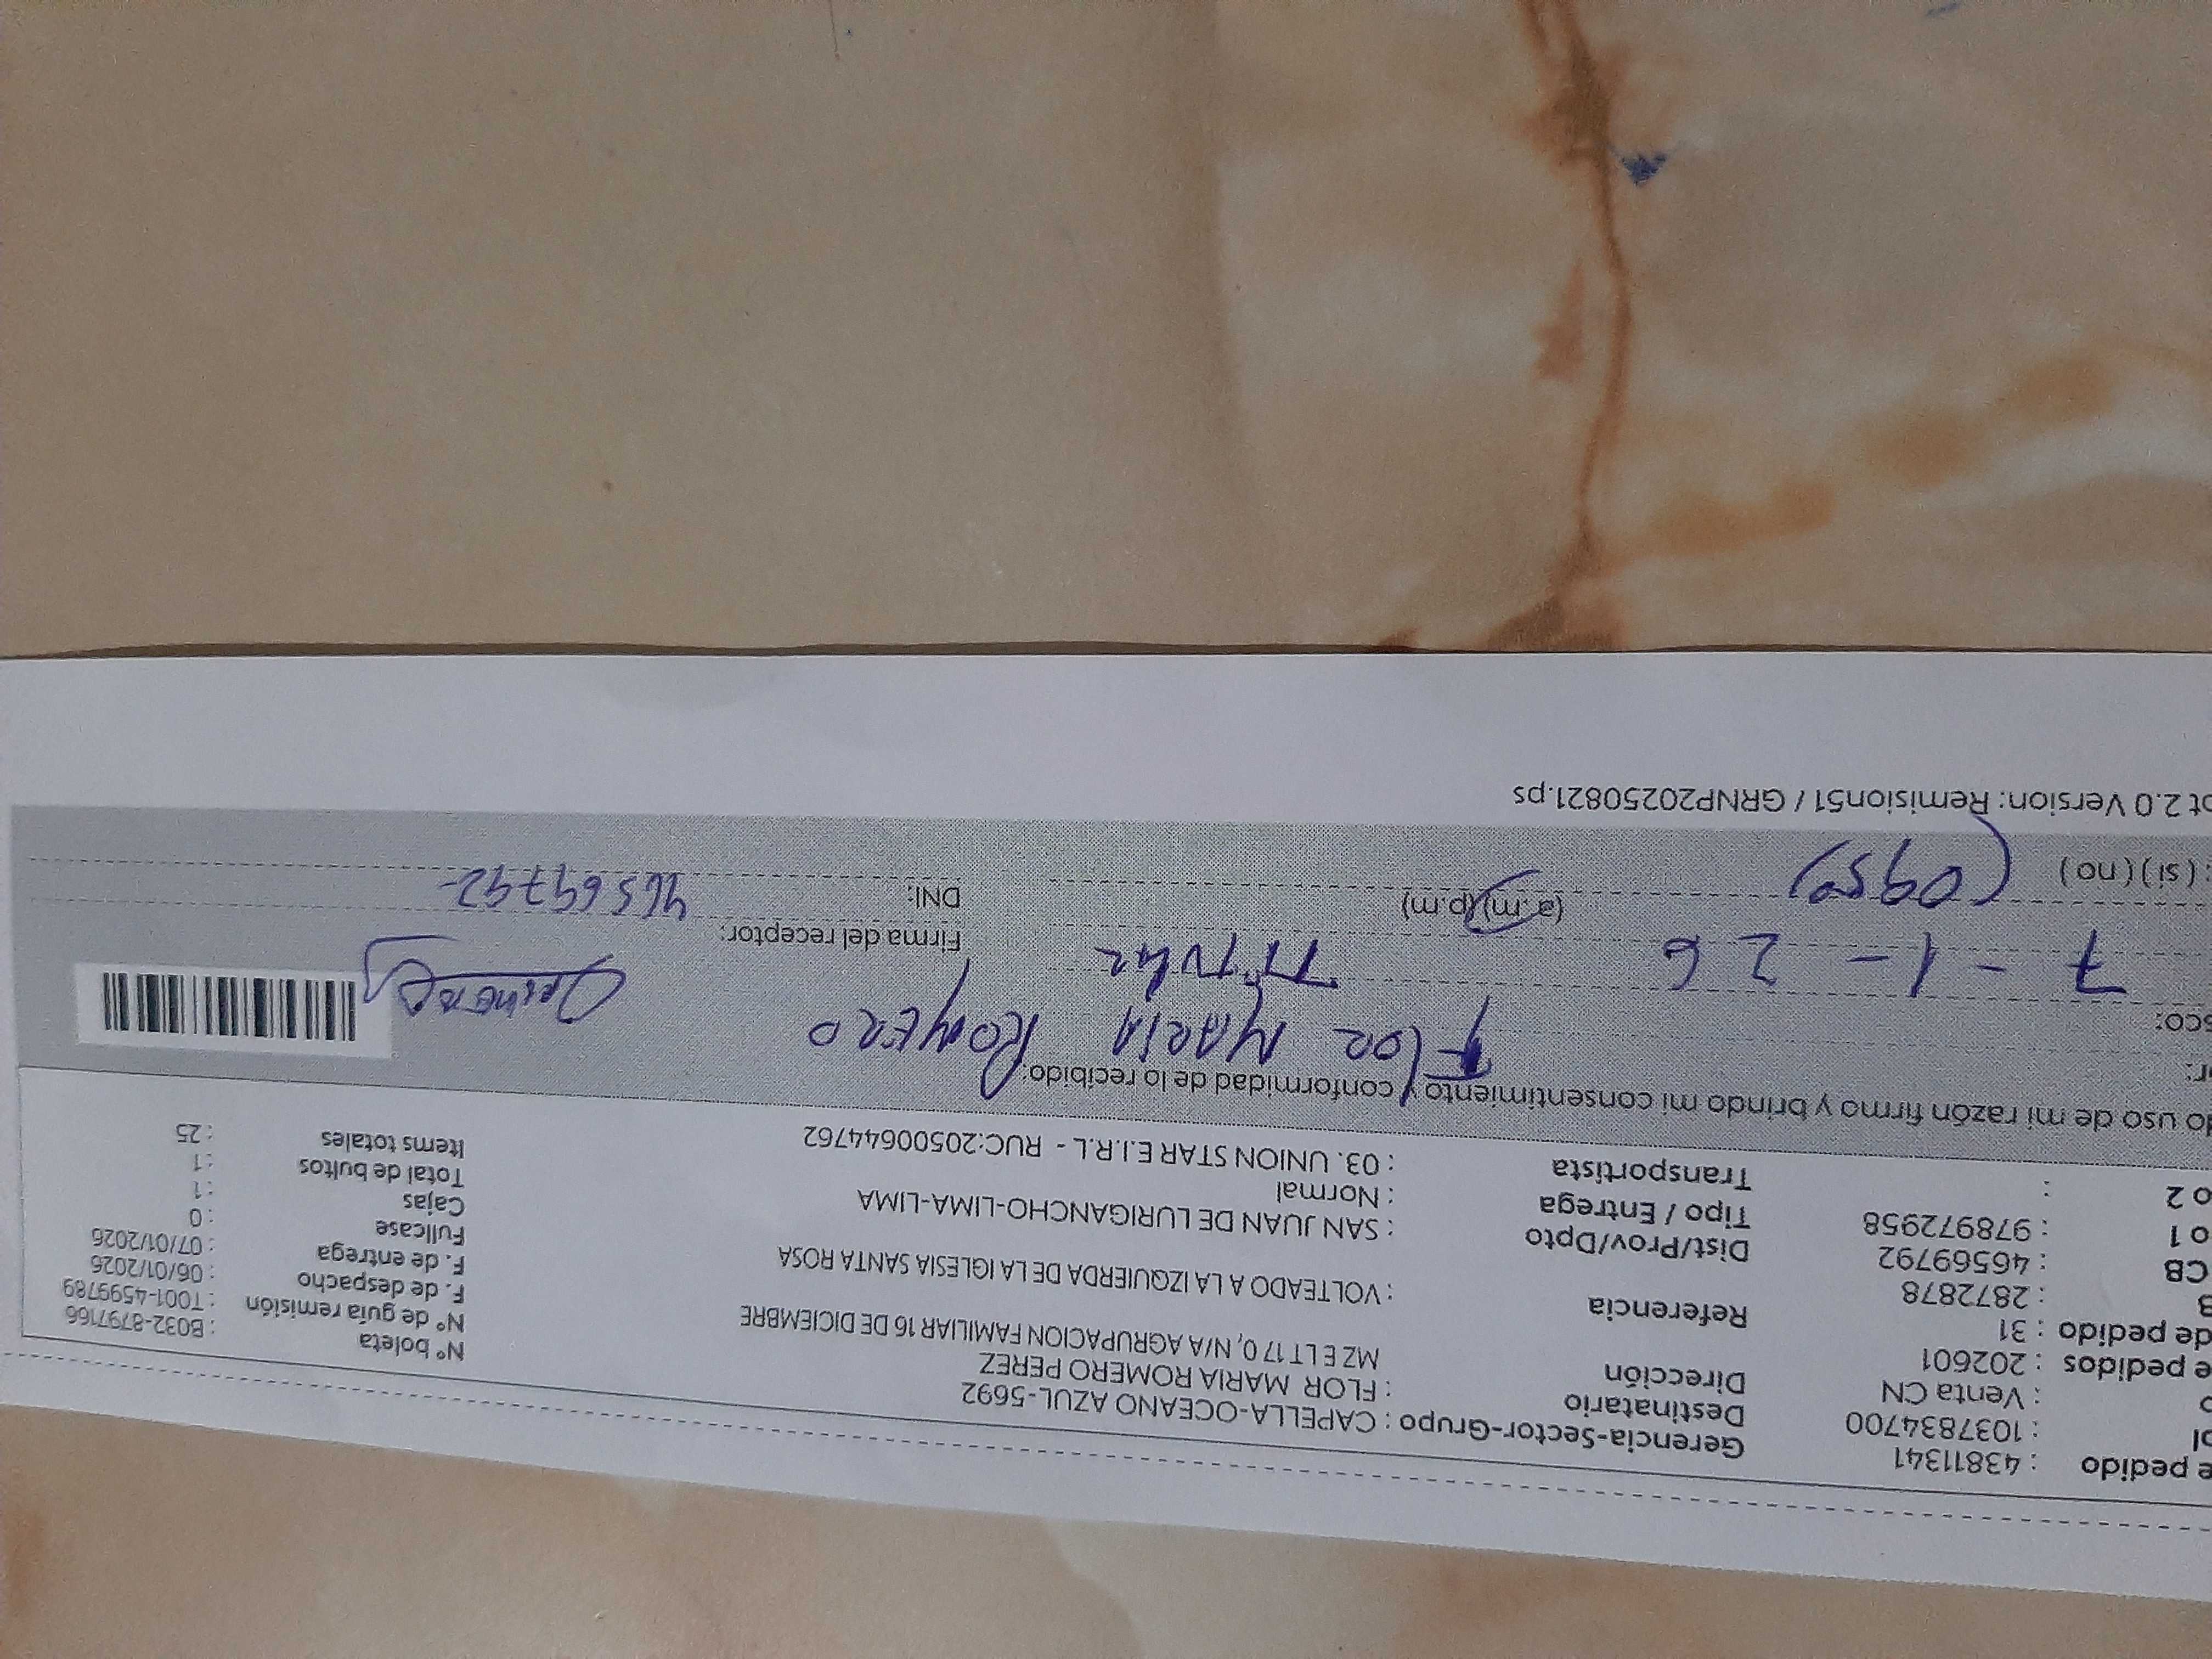 e pedido : 43811341
ol : 1037834700
o : Venta CN
e pedidos : 202601
de pedido : 31
B : 2872878
CB : 46569792
o 1 : 978972958
o 2 :
Gerencia-Sector-Grupo : CAPELLA-OCEANO AZUL-5692
Destinatario : FLOR MARIA ROMERO PEREZ
Dirección MZ E LT 17 0, N/A AGRUPACION FAMILIAR 16 DE DICIEMBRE
Referencia : VOLTEADO A LA IZQUIERDA DE LA IGLESIA SANTA ROSA
Dist/Prov/Dpto : SAN JUAN DE LURIGANCHO-LIMA-LIMA
Tipo / Entrega : Normal
Transportista : 03. UNION STAR E.I.R.L - RUC:20500644762
N° boleta : B032-8797166
N° de guía remisión : T001-4599789
F. de despacho : 06/01/2026
F. de entrega : 07/01/2026
Fullcase : 0
Cajas : 1
Total de bultos : 1
Items totales : 25
do uso de mi razón firmo y brindo mi consentimiento y conformidad de lo recibido:
or: FLOR MARIA ROMERO
sco: TITULAR
7 - 1 - 26
Firma del receptor:
(0950) (a.m) (p.m)
DNI: 46569792
: (si) (no)
pt 2.0 Version: Remision51 / GRNP20250821.ps